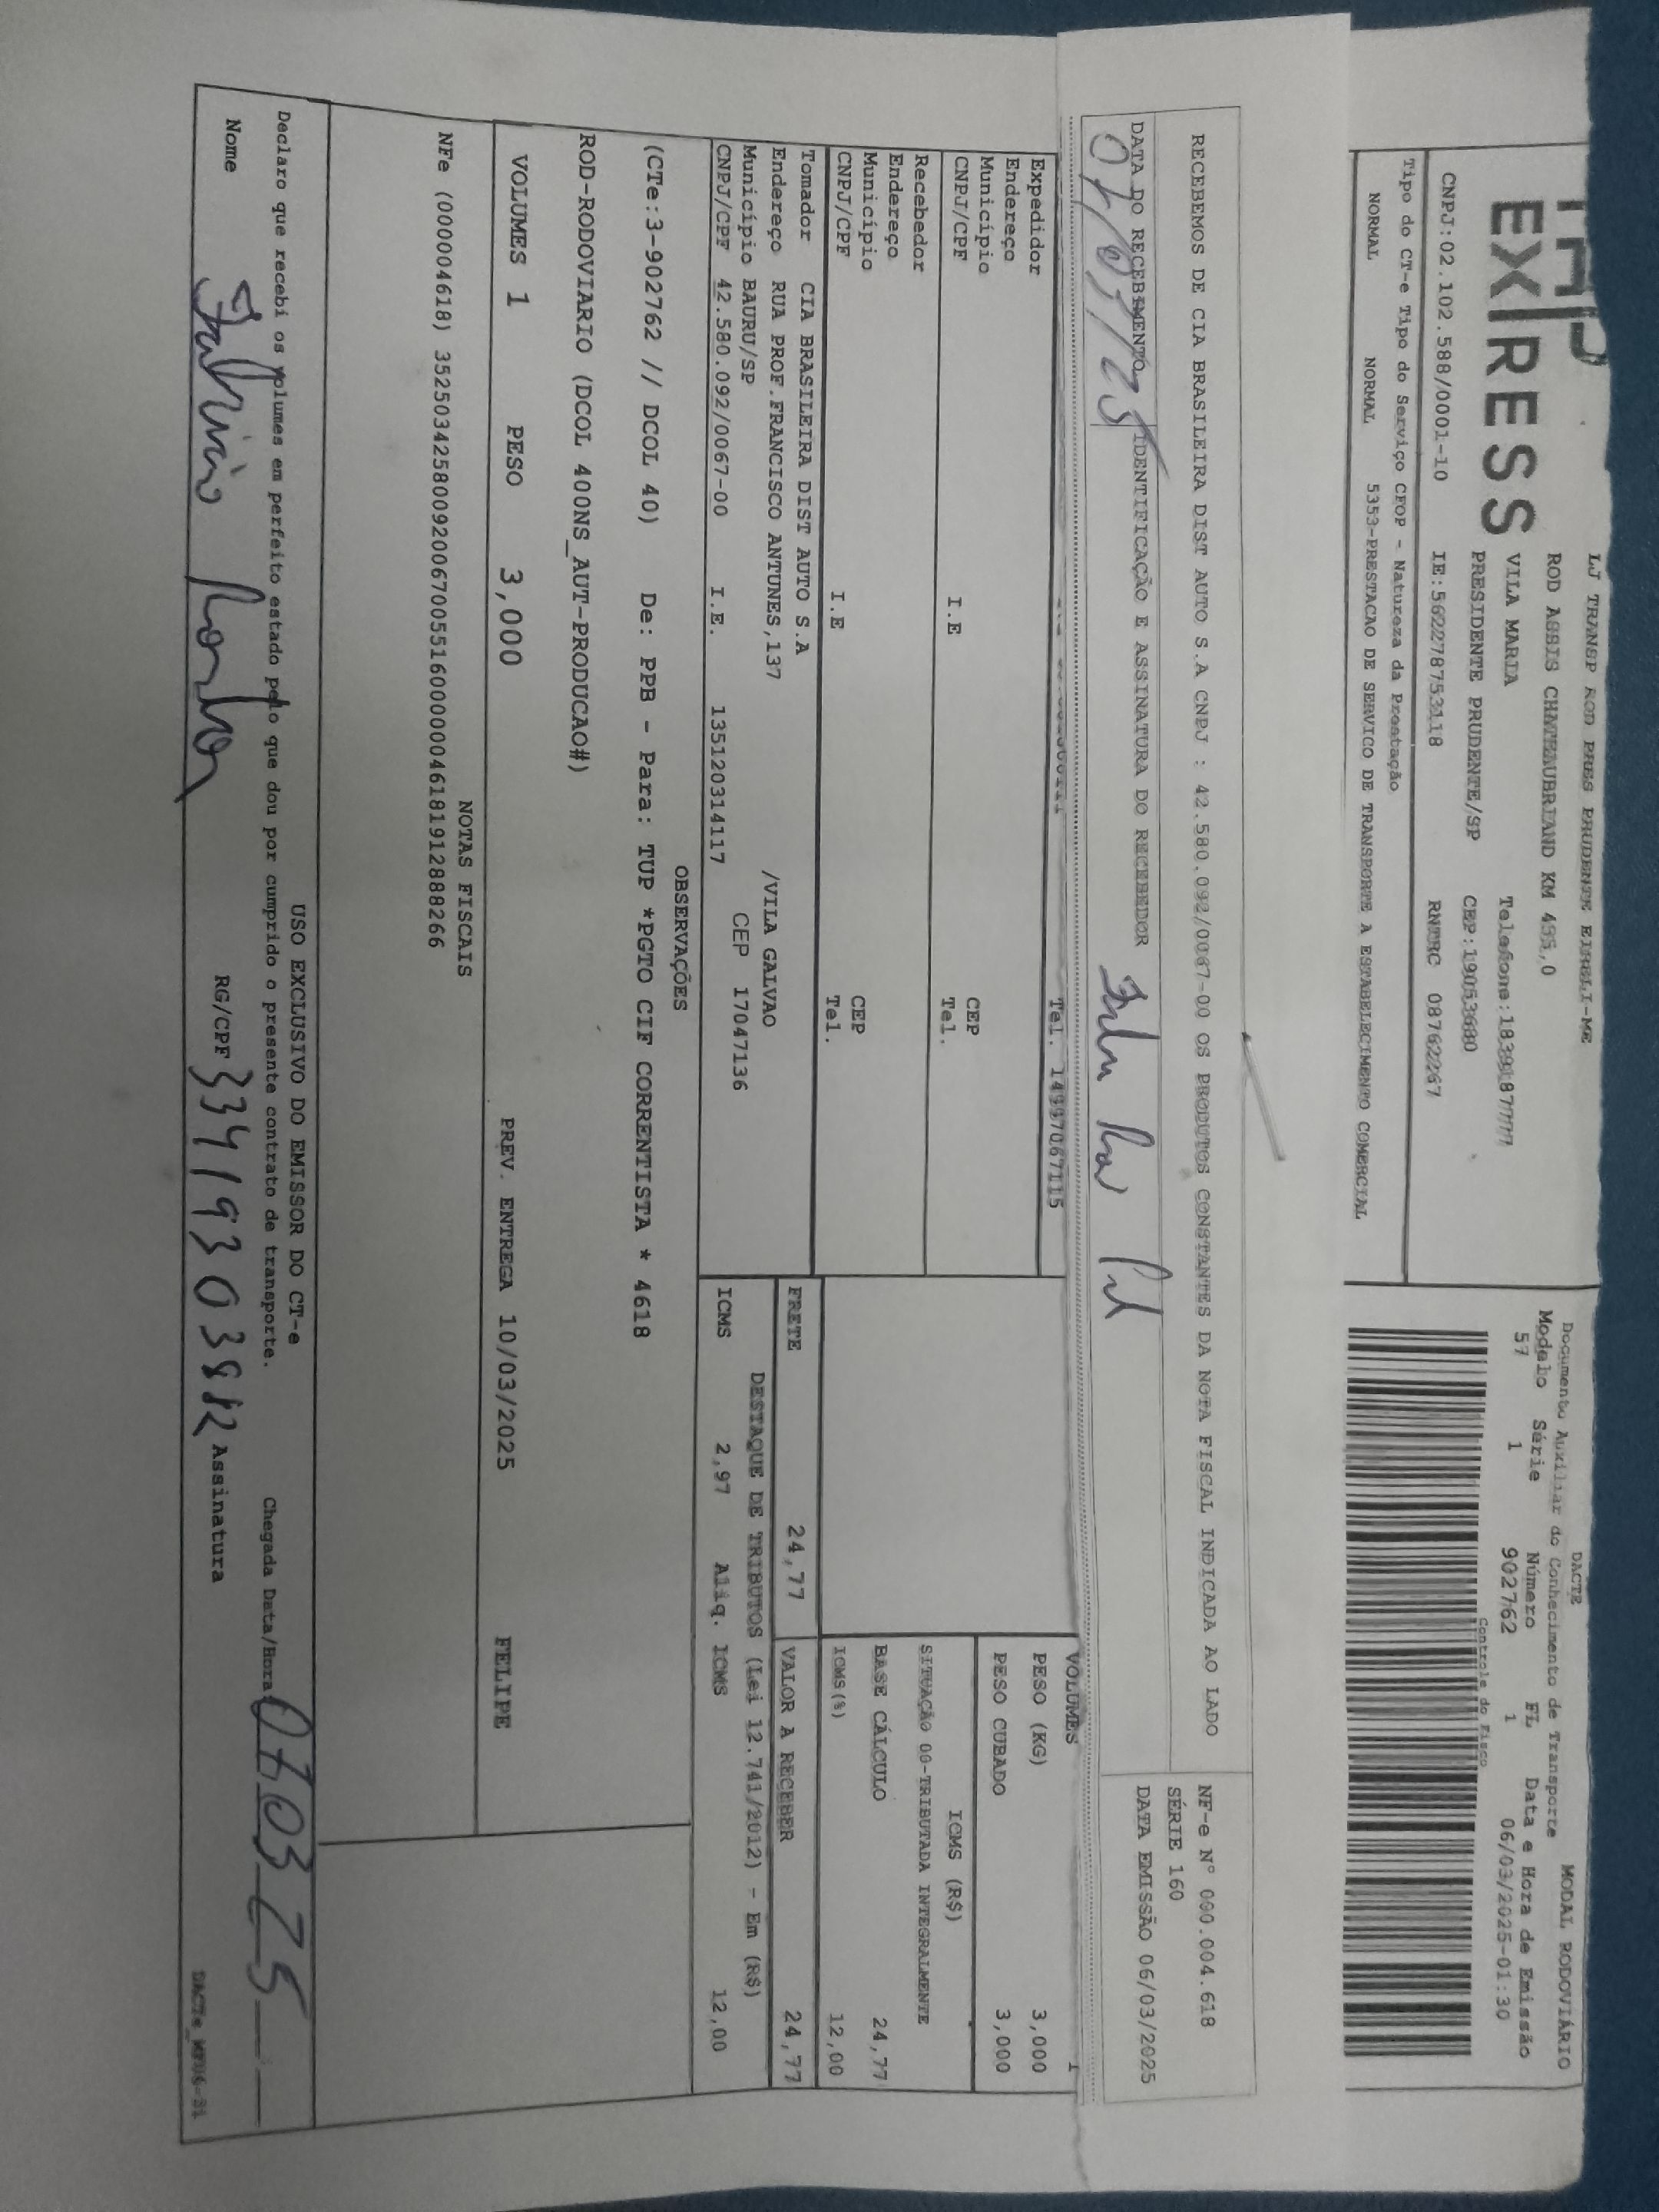 EXPRESS
LJ TRANSP ROD PRES PRUDENTE EIRELI-ME
ROD ASSIS CHATEAUBRIAND KM 455,0
VILA MARIA Telefone:1839187777
PRESIDENTE PRUDENTE/SP CEP:19053680
CNPJ:02.102.588/0001-10 IE:562278753118 RNTRC 08762267
DACTE
Documento Auxiliar do Conhecimento de Transporte MODAL RODOVIÁRIO
Modelo Série Número FL Data e Hora de Emissão
57 1 902762 1 06/03/2025-01:30
Controle do Fisco
Tipo do CT-e Tipo do Serviço CFOP - Natureza da Prestação
NORMAL NORMAL 5353-PRESTACAO DE SERVICO DE TRANSPORTE A ESTABELECIMENTO COMERCIAL
RECEBEMOS DE CIA BRASILEIRA DIST AUTO S.A CNPJ : 42.580.092/0067-00 OS PRODUTOS CONSTANTES DA NOTA FISCAL INDICADA AO LADO
NF-e N° 000.004.618
SÉRIE 160
DATA EMISSÃO 06/03/2025
DATA DO RECEBIMENTO IDENTIFICAÇÃO E ASSINATURA DO RECEBEDOR
Tel. 1497067115
VOLUMES 1
PESO (KG) 3,000
PESO CUBADO 3,000
Expedidor
Endereço
Município CEP
CNPJ/CPF I.E Tel.
ICMS (R$)
SITUAÇÃO 00-TRIBUTADA INTEGRALMENTE
BASE CÁLCULO 24,77
ICMS(%) 12,00
Recebedor
Endereço
Município CEP
CNPJ/CPF I.E Tel.
FRETE 24,77 VALOR A RECEBER 24,77
Tomador CIA BRASILEIRA DIST AUTO S.A
Endereço RUA PROF.FRANCISCO ANTUNES,137 /VILA GALVAO
Município BAURU/SP CEP 17047136
CNPJ/CPF 42.580.092/0067-00 I.E. 135120314117
DESTAQUE DE TRIBUTOS (Lei 12.741/2012) - Em (R$)
ICMS 2,97 Aliq. ICMS 12,00
OBSERVAÇÕES
(CTe:3-902762 // DCOL 40) De: PPB - Para: TUP *PGTO CIF CORRENTISTA * 4618
ROD-RODOVIARIO (DCOL 400NS_AUT-PRODUCAO#)
VOLUMES 1 PESO 3,000 PREV. ENTREGA 10/03/2025 FELIPE
NOTAS FISCAIS
NFe (000004618) 35250342580092006700551600000046181912888266
USO EXCLUSIVO DO EMISSOR DO CT-e
Declaro que recebi os volumes em perfeito estado pelo que dou por cumprido o presente contrato de transporte. Chegada Data/Hora 07 03 25
Nome RG/CPF Assinatura